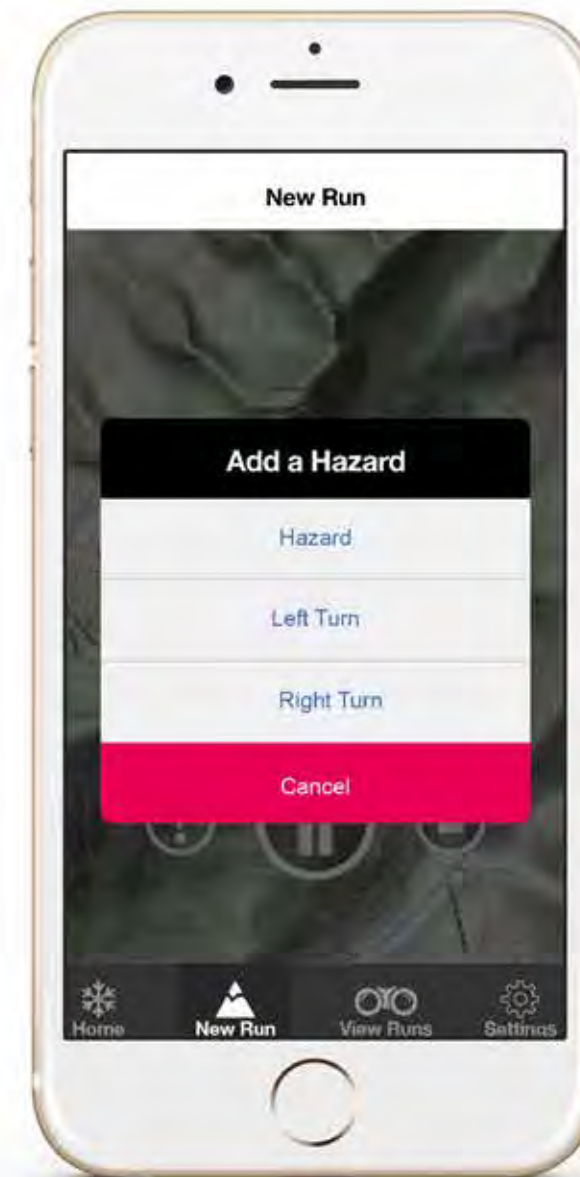 New Run
Add a Hazard
Hazard
Left Turn
Right Turn
Cancel
Home New Run View Runs Settings